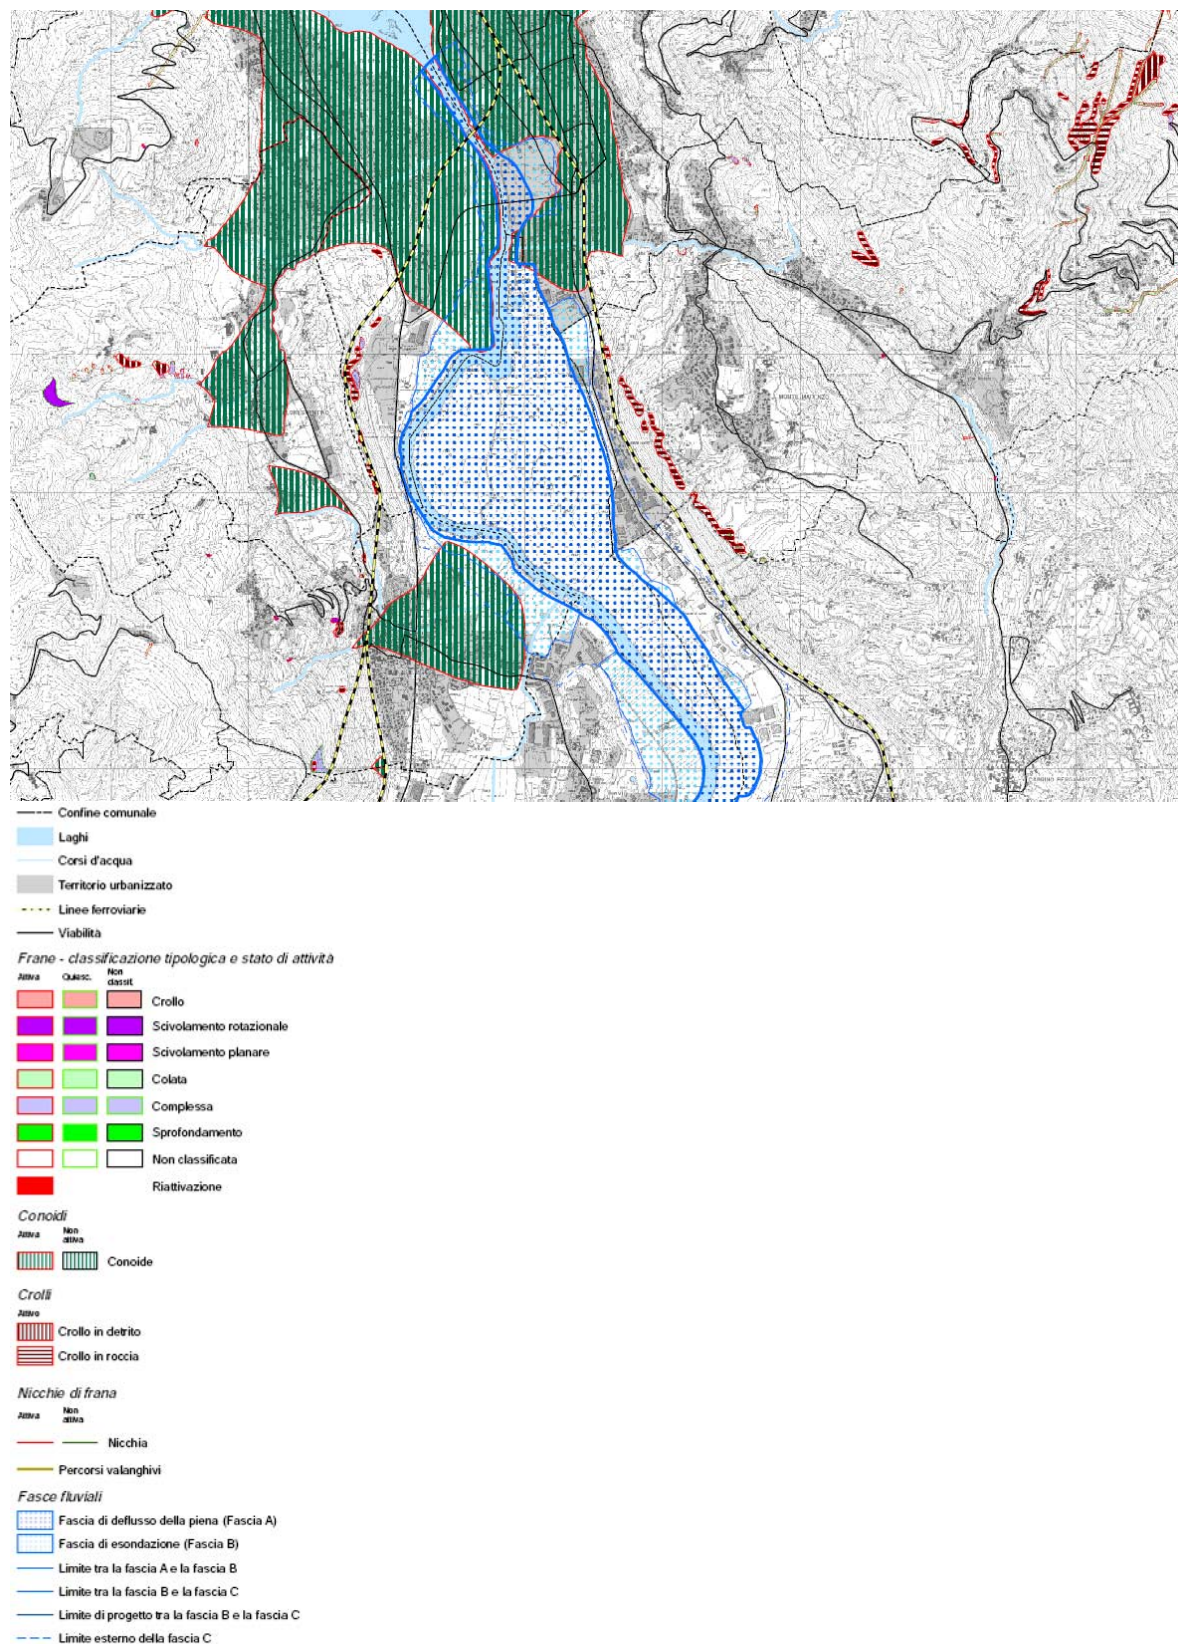 Confine comunale
Laghi
Corsi d'acqua
Territorio urbanizzato
Linee ferroviarie
Viabilità
Frane - classificazione tipologica e stato di attività
Attiva Quiesc. Non classif.
Crollo
Scivolamento rotazionale
Scivolamento planare
Colata
Complessa
Sprofondamento
Non classificata
Riattivazione
Conoidi
Attiva Non attiva
Conoide
Crolli
Attivo
Crollo in detrito
Crollo in roccia
Nicchie di frana
Attiva Non attiva
Nicchia
Percorsi valanghivi
Fasce fluviali
Fascia di deflusso della piena (Fascia A)
Fascia di esondazione (Fascia B)
Limite tra la fascia A e la fascia B
Limite tra la fascia B e la fascia C
Limite di progetto tra la fascia B e la fascia C
Limite esterno della fascia C